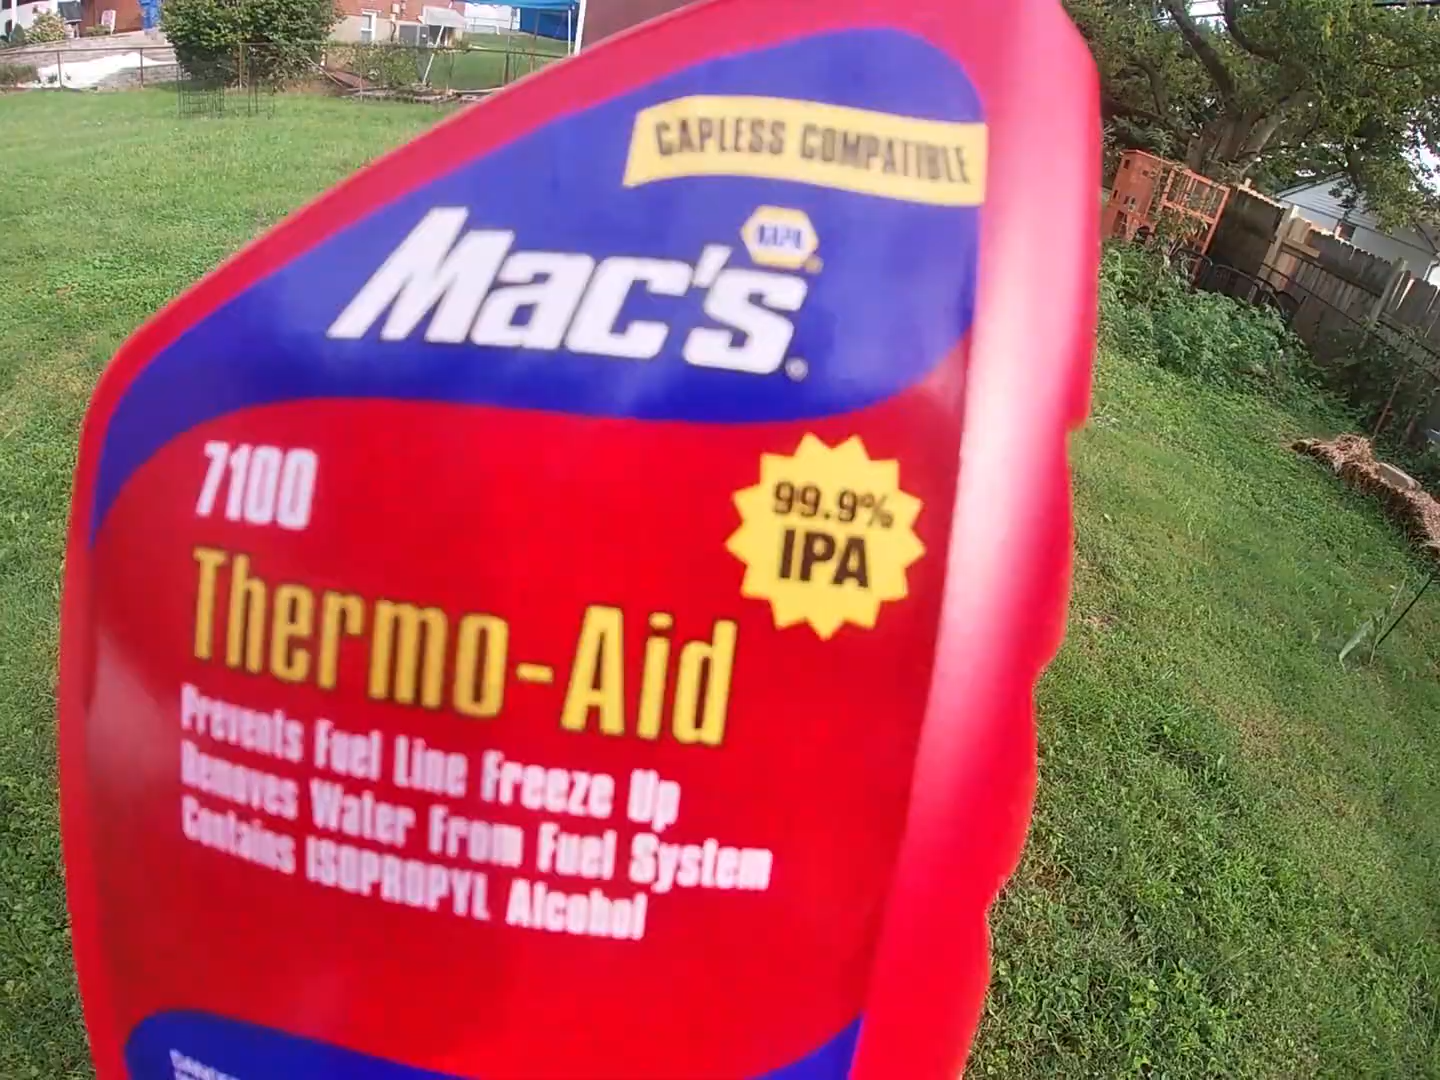 CAPLESS COMPATIBLE
NAPA
Mac's®
7100
99.9%
IPA
Thermo-Aid
Prevents Fuel Line Freeze Up
Removes Water From Fuel System
Contains ISOPROPYL Alcohol